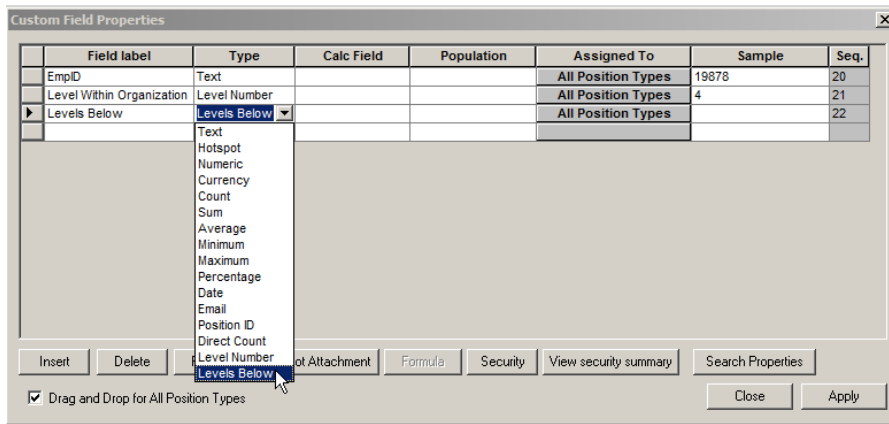 Custom Field Properties
Field label Type Calc Field Population Assigned To Sample Seq.
EmpID Text All Position Types 19878 20
Level Within Organization Level Number All Position Types 4 21
Levels Below Levels Below All Position Types 22
Text
Hotspot
Numeric
Currency
Count
Sum
Average
Minimum
Maximum
Percentage
Date
Email
Position ID
Direct Count
Level Number
Levels Below
Insert Delete ot Attachment Formula Security View security summary Search Properties
Drag and Drop for All Position Types Close Apply